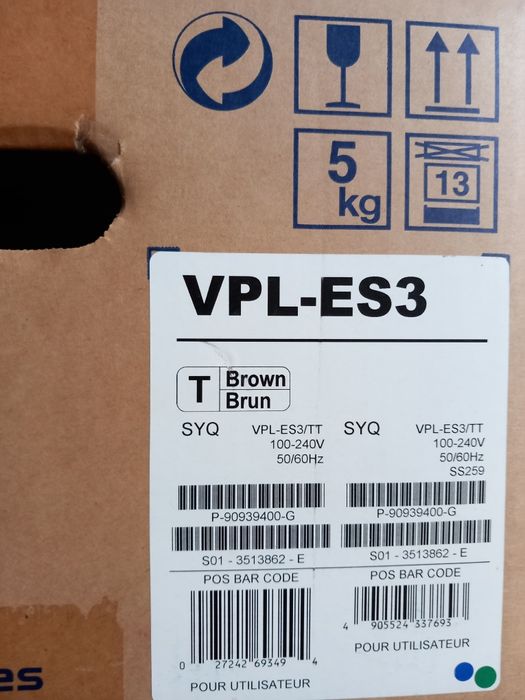 5
kg
13
VPL-ES3
T Brown
Brun
SYQ VPL-ES3/TT
100-240V
50/60Hz
SYQ VPL-ES3/TT
100-240V
50/60Hz
SS259
P-90939400-G
P-90939400-G
S01 - 3513862 - E
S01 - 3513862 - E
POS BAR CODE
POS BAR CODE
0 27242 69349 4
4 905524 337693
POUR UTILISATEUR
POUR UTILISATEUR
es